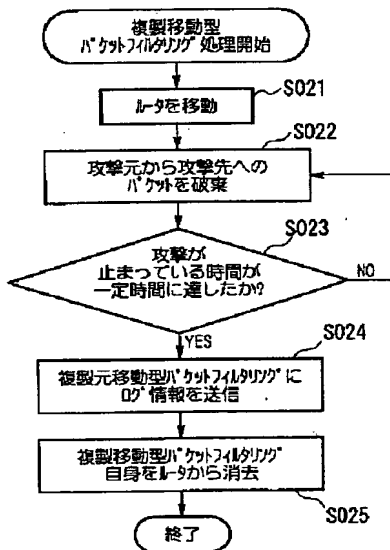 複製移動型
パケットフィルタリング処理開始
S021
ルータを移動
S022
攻撃元から攻撃先への
パケットを破棄
S023
攻撃が
止まっている時間が
一定時間に達したか?
NO
YES
S024
複製元移動型パケットフィルタリングに
ログ情報を送信
複製移動型パケットフィルタリング
自身をルータから消去
S025
終了